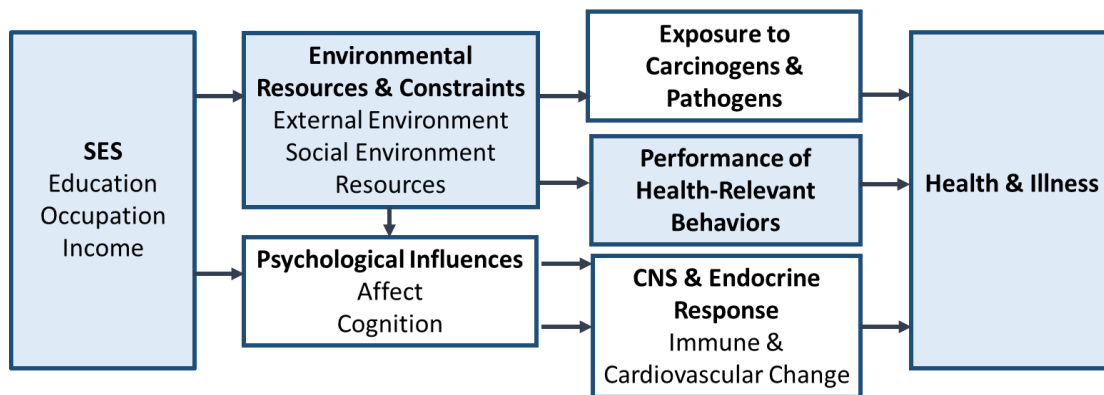 SES
Education
Occupation
Income
Environmental
Resources & Constraints
External Environment
Social Environment
Resources
Psychological Influences
Affect
Cognition
Exposure to
Carcinogens &
Pathogens
Performance of
Health-Relevant
Behaviors
CNS & Endocrine
Response
Immune &
Cardiovascular Change
Health & Illness